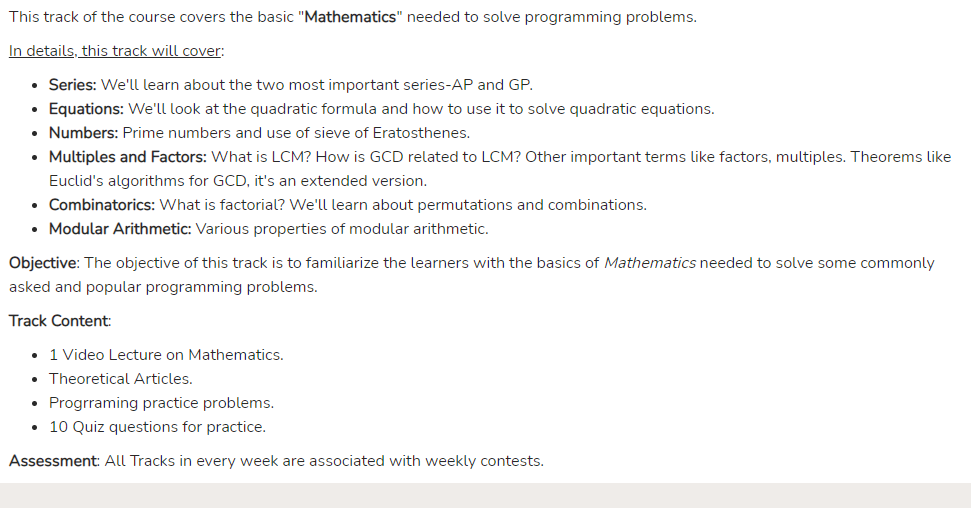 This track of the course covers the basic "Mathematics" needed to solve programming problems.
In details, this track will cover:
• Series: We'll learn about the two most important series-AP and GP.
• Equations: We'll look at the quadratic formula and how to use it to solve quadratic equations.
• Numbers: Prime numbers and use of sieve of Eratosthenes.
• Multiples and Factors: What is LCM? How is GCD related to LCM? Other important terms like factors, multiples. Theorems like
Euclid's algorithms for GCD, it's an extended version.
• Combinatorics: What is factorial? We'll learn about permutations and combinations.
• Modular Arithmetic: Various properties of modular arithmetic.
Objective: The objective of this track is to familiarize the learners with the basics of Mathematics needed to solve some commonly
asked and popular programming problems.
Track Content:
• 1 Video Lecture on Mathematics.
• Theoretical Articles.
• Progrraming practice problems.
• 10 Quiz questions for practice.
Assessment: All Tracks in every week are associated with weekly contests.